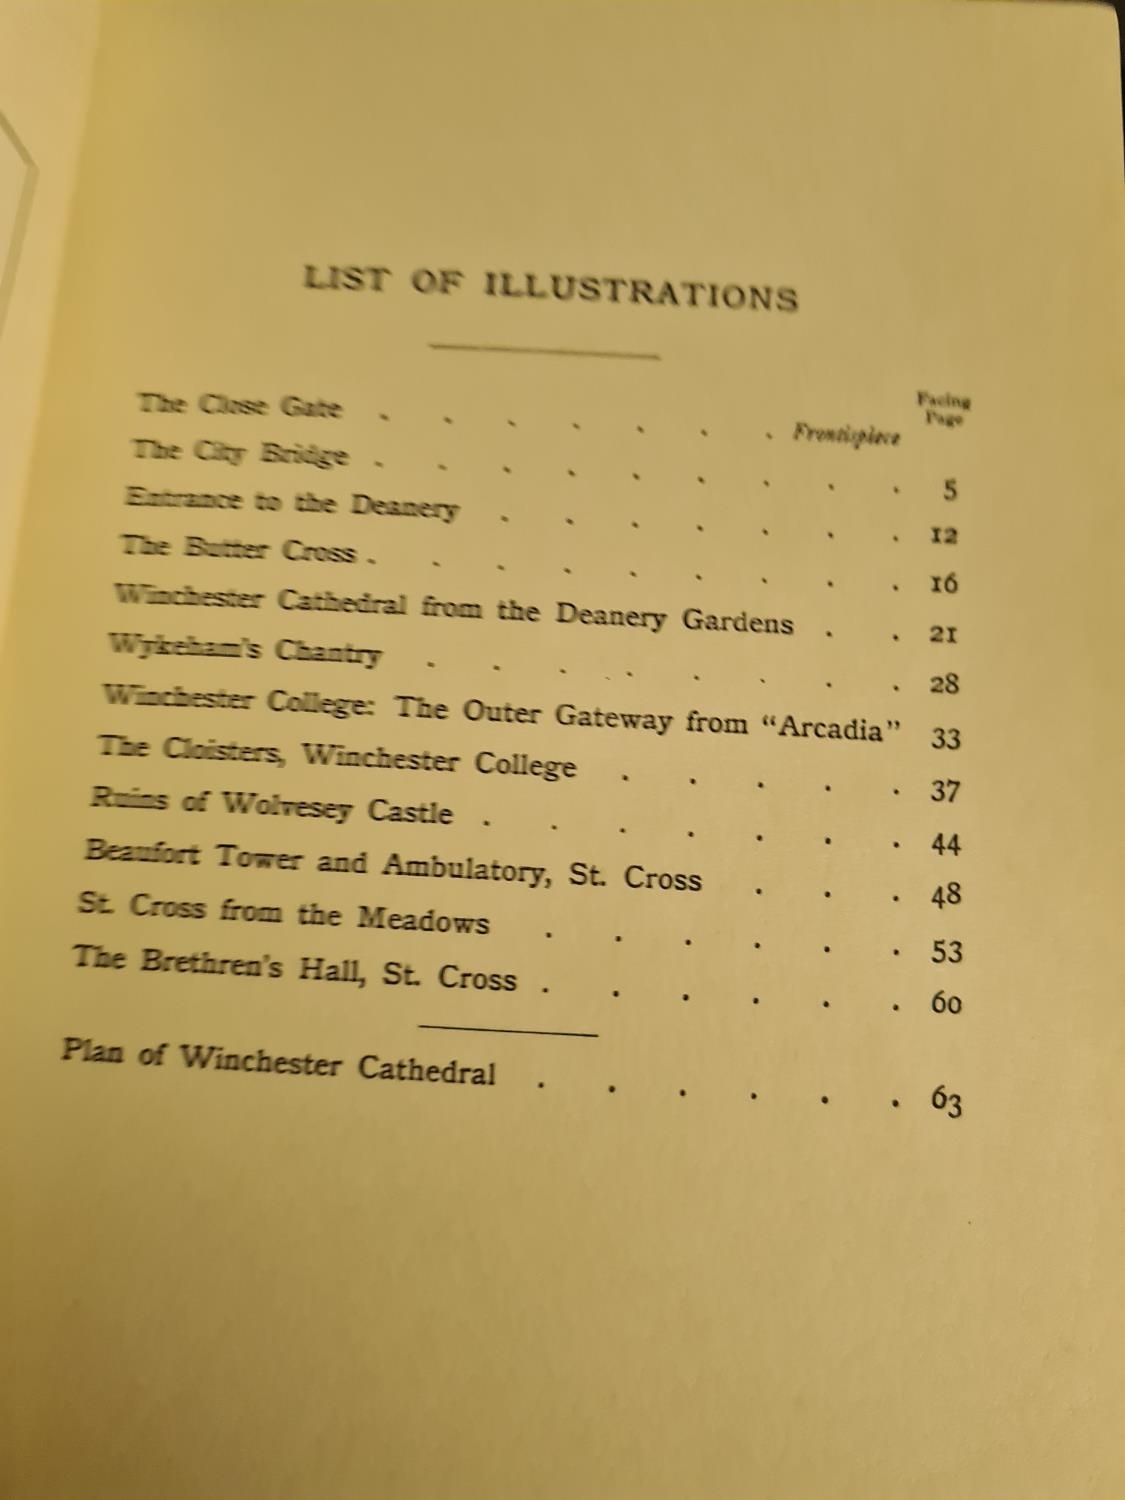 LIST OF ILLUSTRATIONS
Facing
Page
The Close Gate . . . . . . . Frontispiece
The City Bridge . . . . . . . . . 5
Entrance to the Deanery . . . . . . . 12
The Butter Cross . . . . . . . . . 16
Winchester Cathedral from the Deanery Gardens . . 21
Wykeham's Chantry . . . . . . . . 28
Winchester College: The Outer Gateway from “Arcadia” 33
The Cloisters, Winchester College . . . . . 37
Ruins of Wolvesey Castle . . . . . . . 44
Beaufort Tower and Ambulatory, St. Cross . . . 48
St. Cross from the Meadows . . . . . . 53
The Brethren's Hall, St. Cross . . . . . . 60
Plan of Winchester Cathedral . . . . . . 63